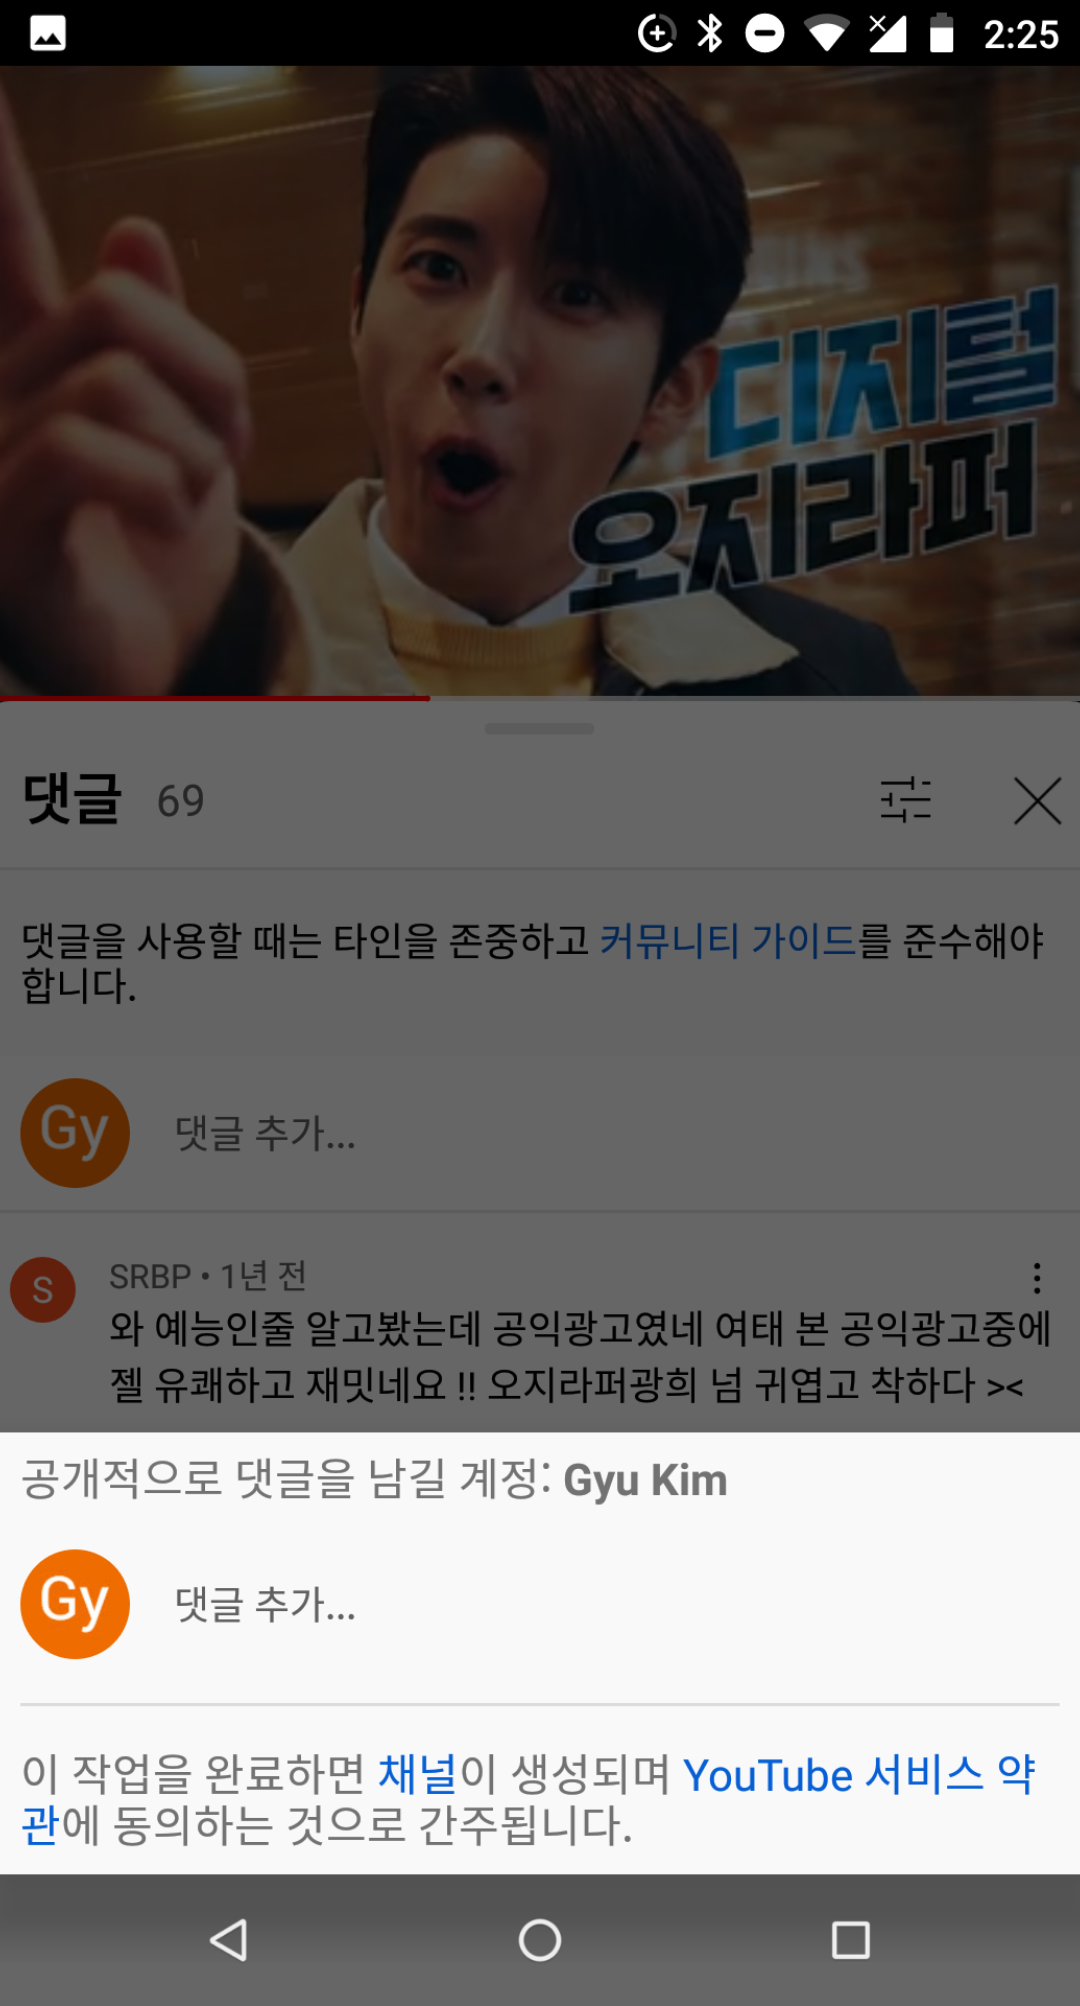 2:25
디지털
오지라퍼
댓글 69
댓글을 사용할 때는 타인을 존중하고 커뮤니티 가이드를 준수해야
합니다.
Gy 댓글 추가...
S SRBP • 1년 전
와 예능인줄 알고봤는데 공익광고였네 여태 본 공익광고중에
젤 유쾌하고 재밋네요 !! 오지라퍼광희 넘 귀엽고 착하다 ><
공개적으로 댓글을 남길 계정: Gyu Kim
Gy 댓글 추가...
이 작업을 완료하면 채널이 생성되며 YouTube 서비스 약
관에 동의하는 것으로 간주됩니다.